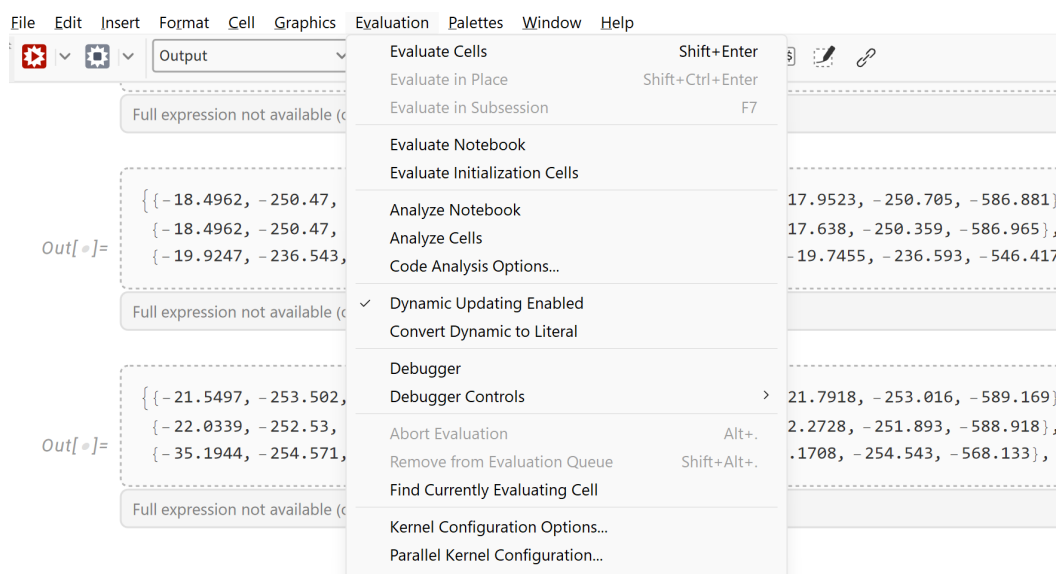 File Edit Insert Format Cell Graphics Evaluation Palettes Window Help
Output
Evaluate Cells Shift+Enter
Evaluate in Place Shift+Ctrl+Enter
Evaluate in Subsession F7
Full expression not available (
Evaluate Notebook
Evaluate Initialization Cells
{{-18.4962, -250.47, 17.9523, -250.705, -586.881}
Analyze Notebook
{-18.4962, -250.47, 17.638, -250.359, -586.965},
Analyze Cells
Out[ ]=
{-19.9247, -236.543, -19.7455, -236.593, -546.417
Code Analysis Options...
Dynamic Updating Enabled
Full expression not available (
Convert Dynamic to Literal
Debugger
{{-21.5497, -253.502, 21.7918, -253.016, -589.169}
Debugger Controls
{-22.0339, -252.53, 2.2728, -251.893, -588.918},
Abort Evaluation Alt+.
Out[ ]=
{-35.1944, -254.571, .1708, -254.543, -568.133},
Remove from Evaluation Queue Shift+Alt+.
Find Currently Evaluating Cell
Full expression not available (
Kernel Configuration Options...
Parallel Kernel Configuration...